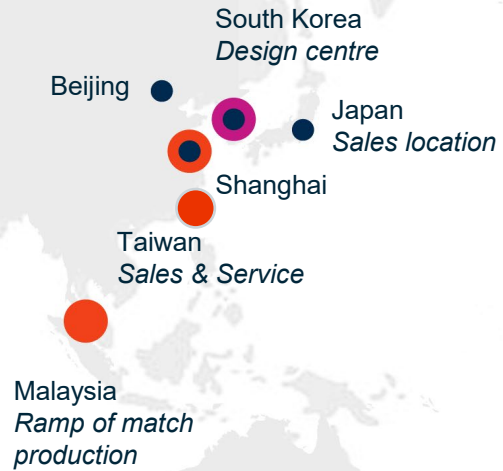 South Korea
Design centre
Beijing
Japan
Sales location
Shanghai
Taiwan
Sales & Service
Malaysia
Ramp of match
production